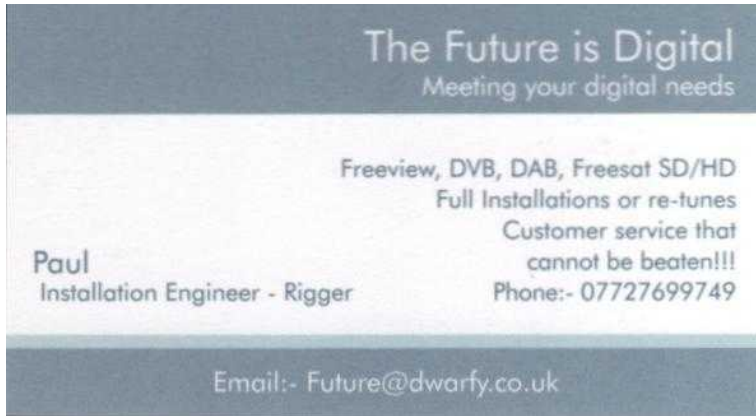 The Future is Digital
Meeting your digital needs
Freeview, DVB, DAB, Freesat SD/HD
Full Installations or re-tunes
Customer service that
cannot be beaten!!!
Phone:- 07727699749
Paul
Installation Engineer - Rigger
Email:- Future@dwarfy.co.uk